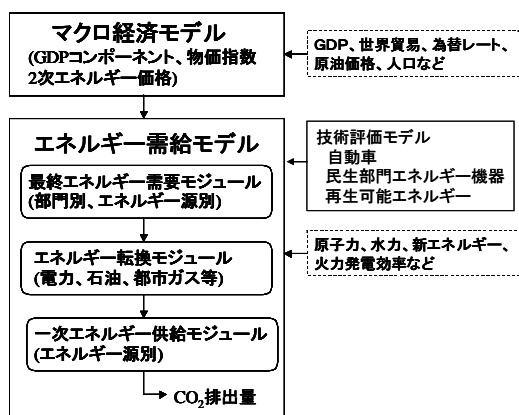 マクロ経済モデル
(GDPコンポーネント、物価指数
2次エネルギー価格)
GDP、世界貿易、為替レート、
原油価格、人口など
エネルギー需給モデル
最終エネルギー需要モジュール
(部門別、エネルギー源別)
エネルギー転換モジュール
(電力、石油、都市ガス等)
一次エネルギー供給モジュール
(エネルギー源別)
CO2排出量
技術評価モデル
自動車
民生部門エネルギー機器
再生可能エネルギー
原子力、水力、新エネルギー、
火力発電効率など